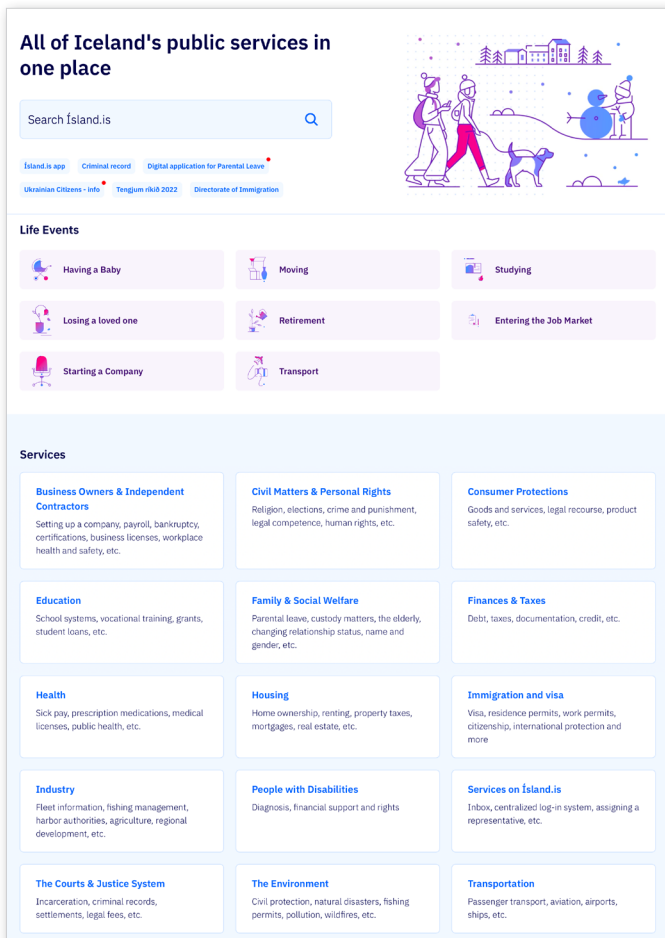 All of Iceland's public services in
one place
Search Ísland.is
Ísland.is app
Criminal record
Digital application for Parental Leave
Ukrainian Citizens - info
Tengjum ríkið 2022
Directorate of Immigration
Life Events
Having a Baby
Moving
Studying
Losing a loved one
Retirement
Entering the Job Market
Starting a Company
Transport
Services
Business Owners & Independent
Contractors
Setting up a company, payroll, bankruptcy,
certifications, business licenses, workplace
health and safety, etc.
Civil Matters & Personal Rights
Religion, elections, crime and punishment,
legal competence, human rights, etc.
Consumer Protections
Goods and services, legal recourse, product
safety, etc.
Education
School systems, vocational training, grants,
student loans, etc.
Family & Social Welfare
Parental leave, custody matters, the elderly,
changing relationship status, name and
gender, etc.
Finances & Taxes
Debt, taxes, documentation, credit, etc.
Health
Sick pay, prescription medications, medical
licenses, public health, etc.
Housing
Home ownership, renting, property taxes,
mortgages, real estate, etc.
Immigration and visa
Visa, residence permits, work permits,
citizenship, international protection and
more
Industry
Fleet information, fishing management,
harbor authorities, agriculture, regional
development, etc.
People with Disabilities
Diagnosis, financial support and rights
Services on Ísland.is
Inbox, centralized log-in system, assigning a
representative, etc.
The Courts & Justice System
Incarceration, criminal records,
settlements, legal fees, etc.
The Environment
Civil protection, natural disasters, fishing
permits, pollution, wildfires, etc.
Transportation
Passenger transport, aviation, airports,
ships, etc.